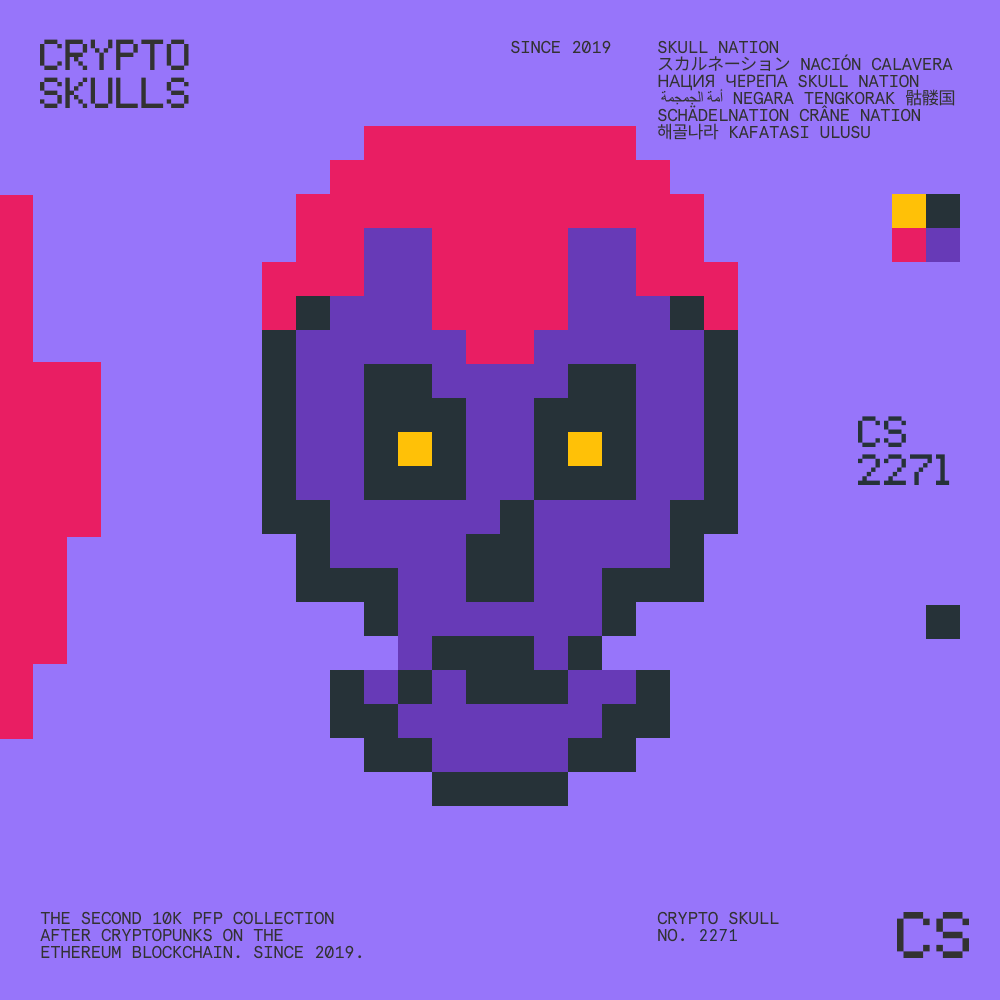 CRYPTO
SKULLS
SINCE 2019
SKULL NATION
スカルネーション NACIÓN CALAVERA
НАЦИЯ ЧЕРЕПА SKULL NATION
أمة الجمجمة NEGARA TENGKORAK 骷髅国
SCHÄDELNATION CRÂNE NATION
해골나라 KAFATASI ULUSU
CS
2271
THE SECOND 10K PFP COLLECTION
AFTER CRYPTOPUNKS ON THE
ETHEREUM BLOCKCHAIN. SINCE 2019.
CRYPTO SKULL
NO. 2271
CS